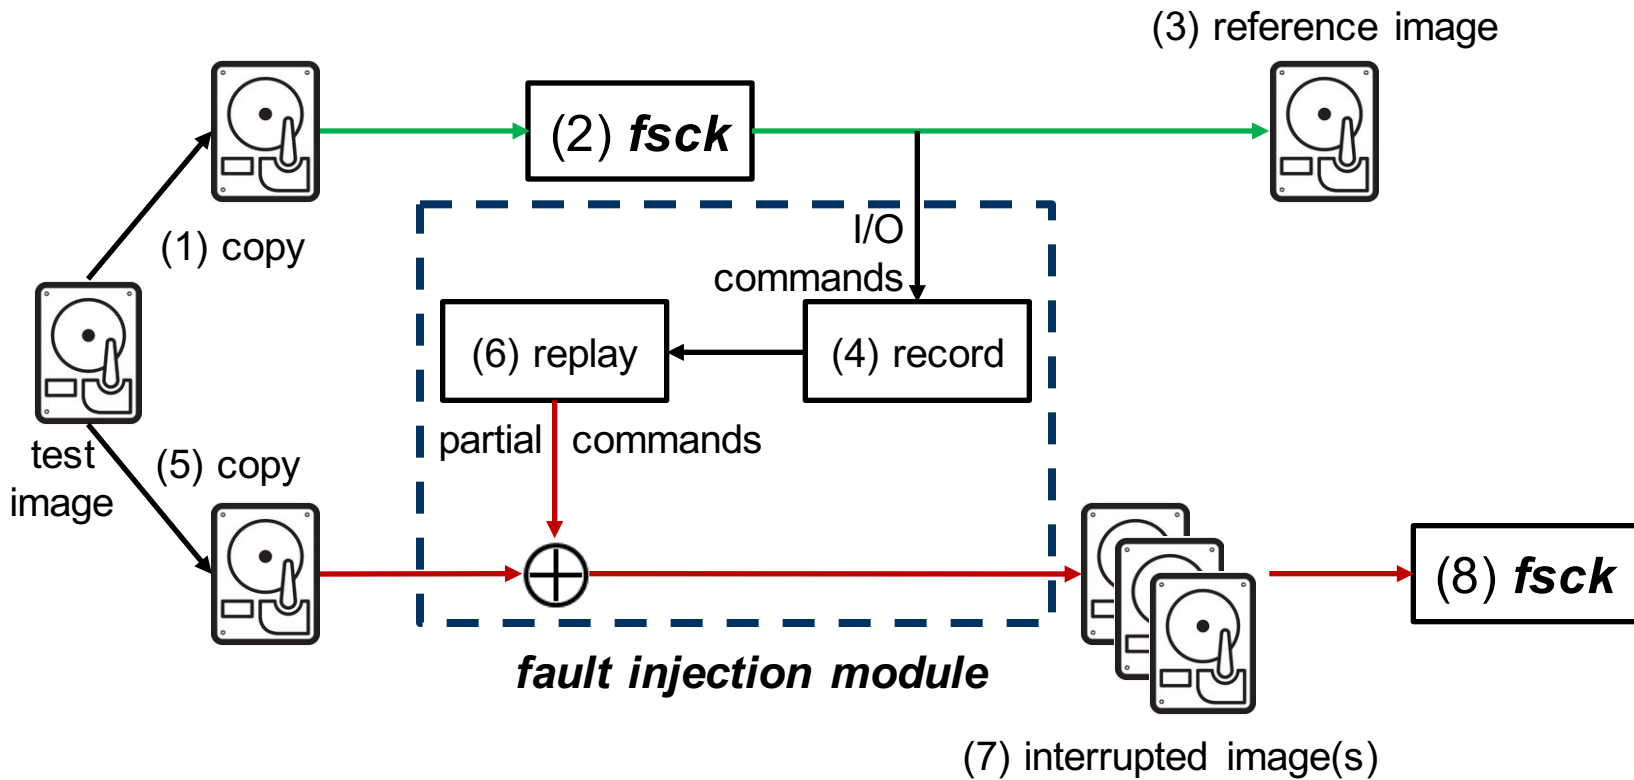 (3) reference image
(2) fsck
(1) copy
I/O
commands
(6) replay
(4) record
partial commands
test
image
(5) copy
(8) fsck
fault injection module
(7) interrupted image(s)